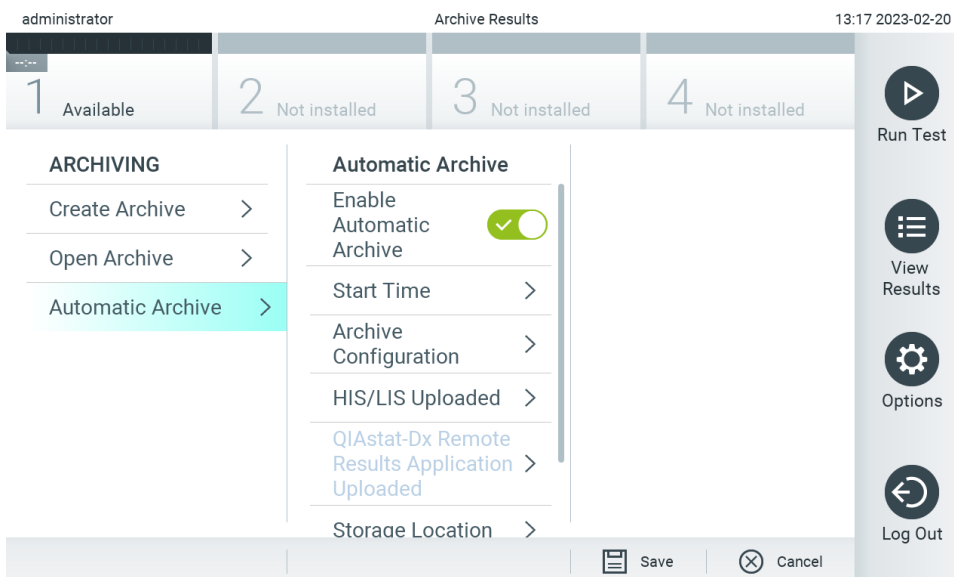 administrator
Archive Results
13:17 2023-02-20
--:--
1 Available
2 Not installed
3 Not installed
4 Not installed
Run Test
View
Results
Options
Log Out
ARCHIVING
Create Archive
Open Archive
Automatic Archive
Automatic Archive
Enable
Automatic
Archive
Start Time
Archive
Configuration
HIS/LIS Uploaded
QIAstat-Dx Remote
Results Application
Uploaded
Storage Location
Save
Cancel